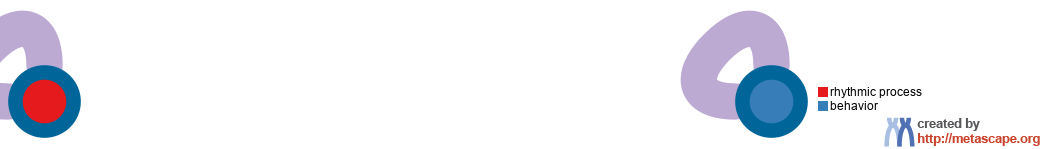 rhythmic process
behavior
created by
http://metascape.org